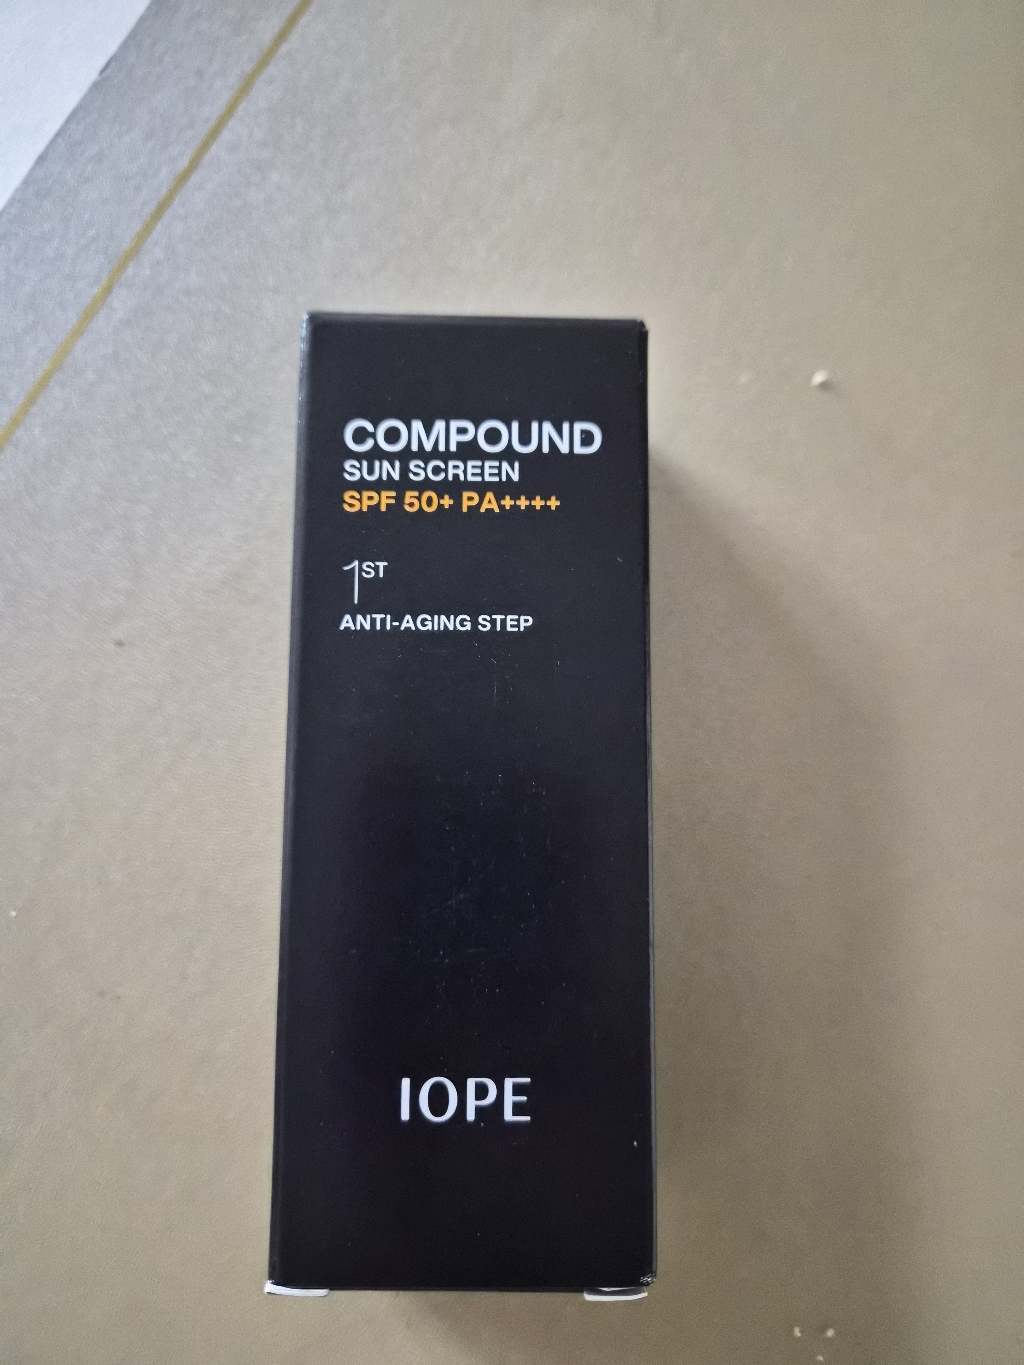 COMPOUND
SUN SCREEN
SPF 50+ PA++++
1ST
ANTI-AGING STEP
IOPE